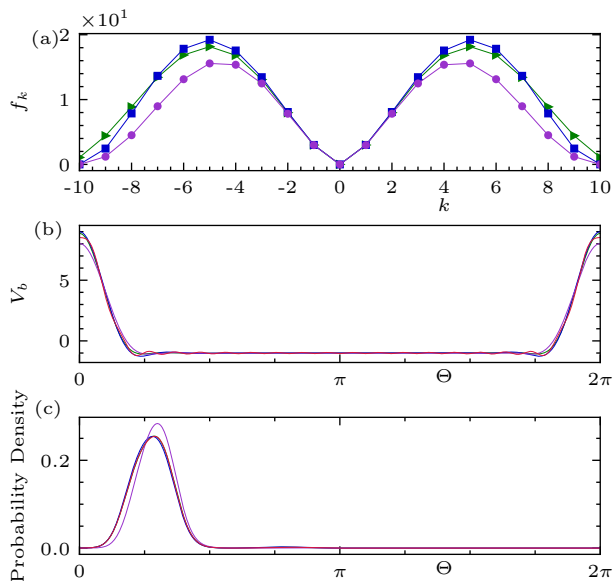 ×10¹
(a)
2
1
0
f_k
-10 -8 -6 -4 -2 0 2 4 6 8 10
k
(b)
5
0
V_b
0 π Θ 2π
(c)
0.2
0.0
Probability Density
0 π Θ 2π